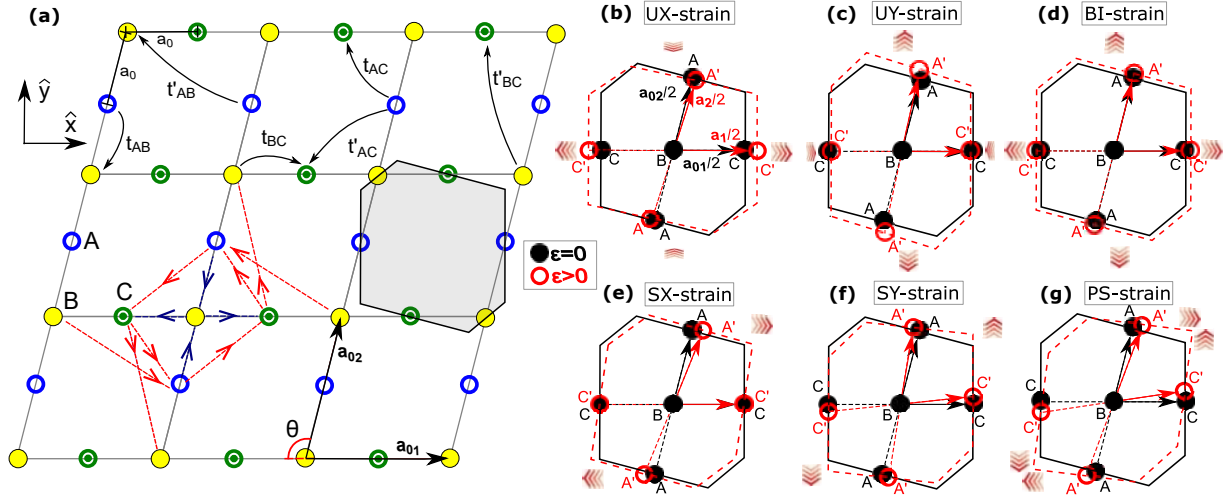 (a)
a₀
a₀
t'AB
tAB
tAC
t'BC
tBC
t'AC
ŷ
x̂
A
B
C
a₀₂
θ
a₀₁
ε=0
ε>0
(b) UX-strain
A
A'
a₀₂/2
a₂/2
a₁/2
C'
C
B
C
C'
a₀₁/2
A'
A
(c) UY-strain
A'
A
C'
C'
C
B
C
A
A'
(d) BI-strain
A
A'
C'
C'
C
B
C
A
A'
(e) SX-strain
A
A'
C'
C'
C
B
C
A'
A
(f) SY-strain
A'
A
C
C'
B
C'
C
A
A'
(g) PS-strain
A
A'
C
C'
B
C'
C
A'
A